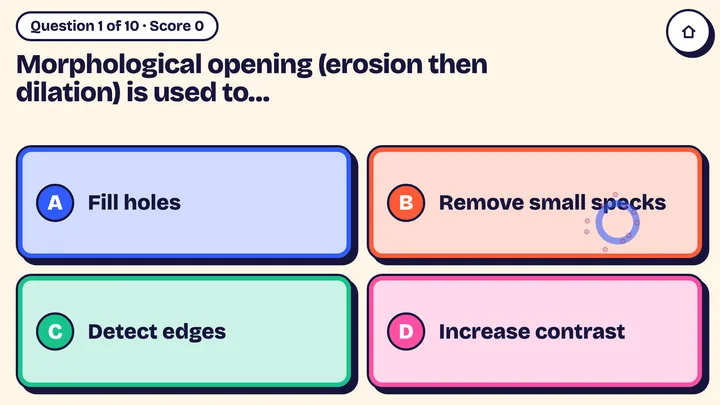 Question 1 of 10 · Score 0
Morphological opening (erosion then
dilation) is used to...
A Fill holes
B Remove small specks
C Detect edges
D Increase contrast